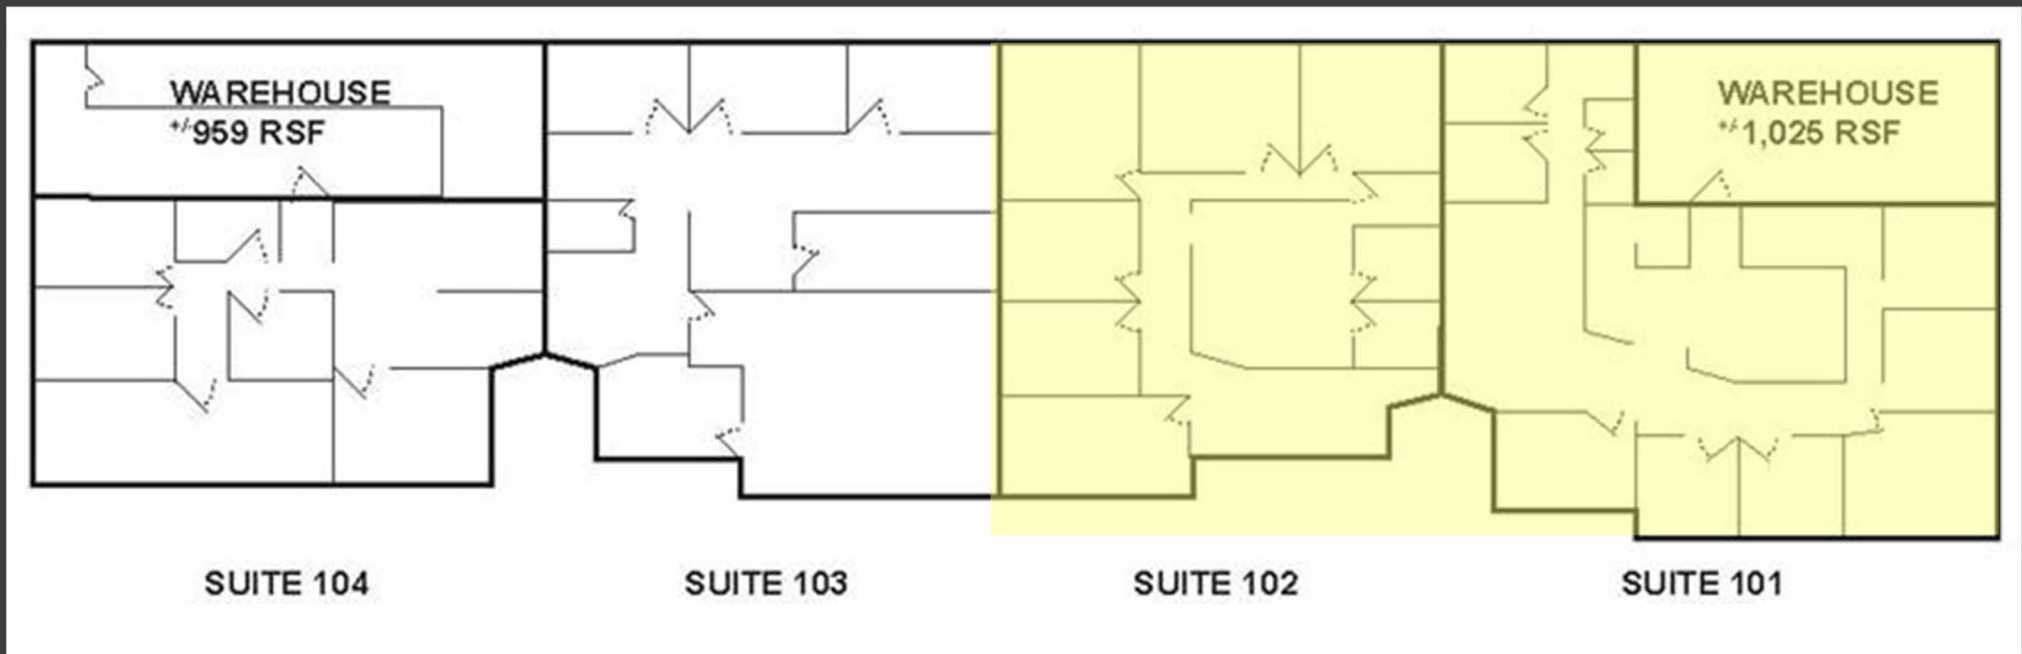 WAREHOUSE
+/-959 RSF
WAREHOUSE
+/-1,025 RSF
SUITE 104
SUITE 103
SUITE 102
SUITE 101